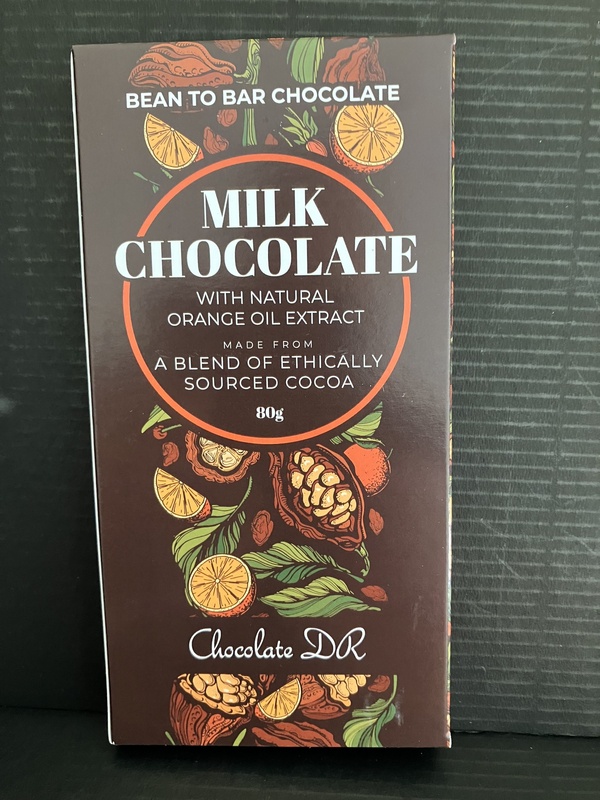 BEAN TO BAR CHOCOLATE
MILK
CHOCOLATE
WITH NATURAL
ORANGE OIL EXTRACT
MADE FROM
A BLEND OF ETHICALLY
SOURCED COCOA
80g
Chocolate DR